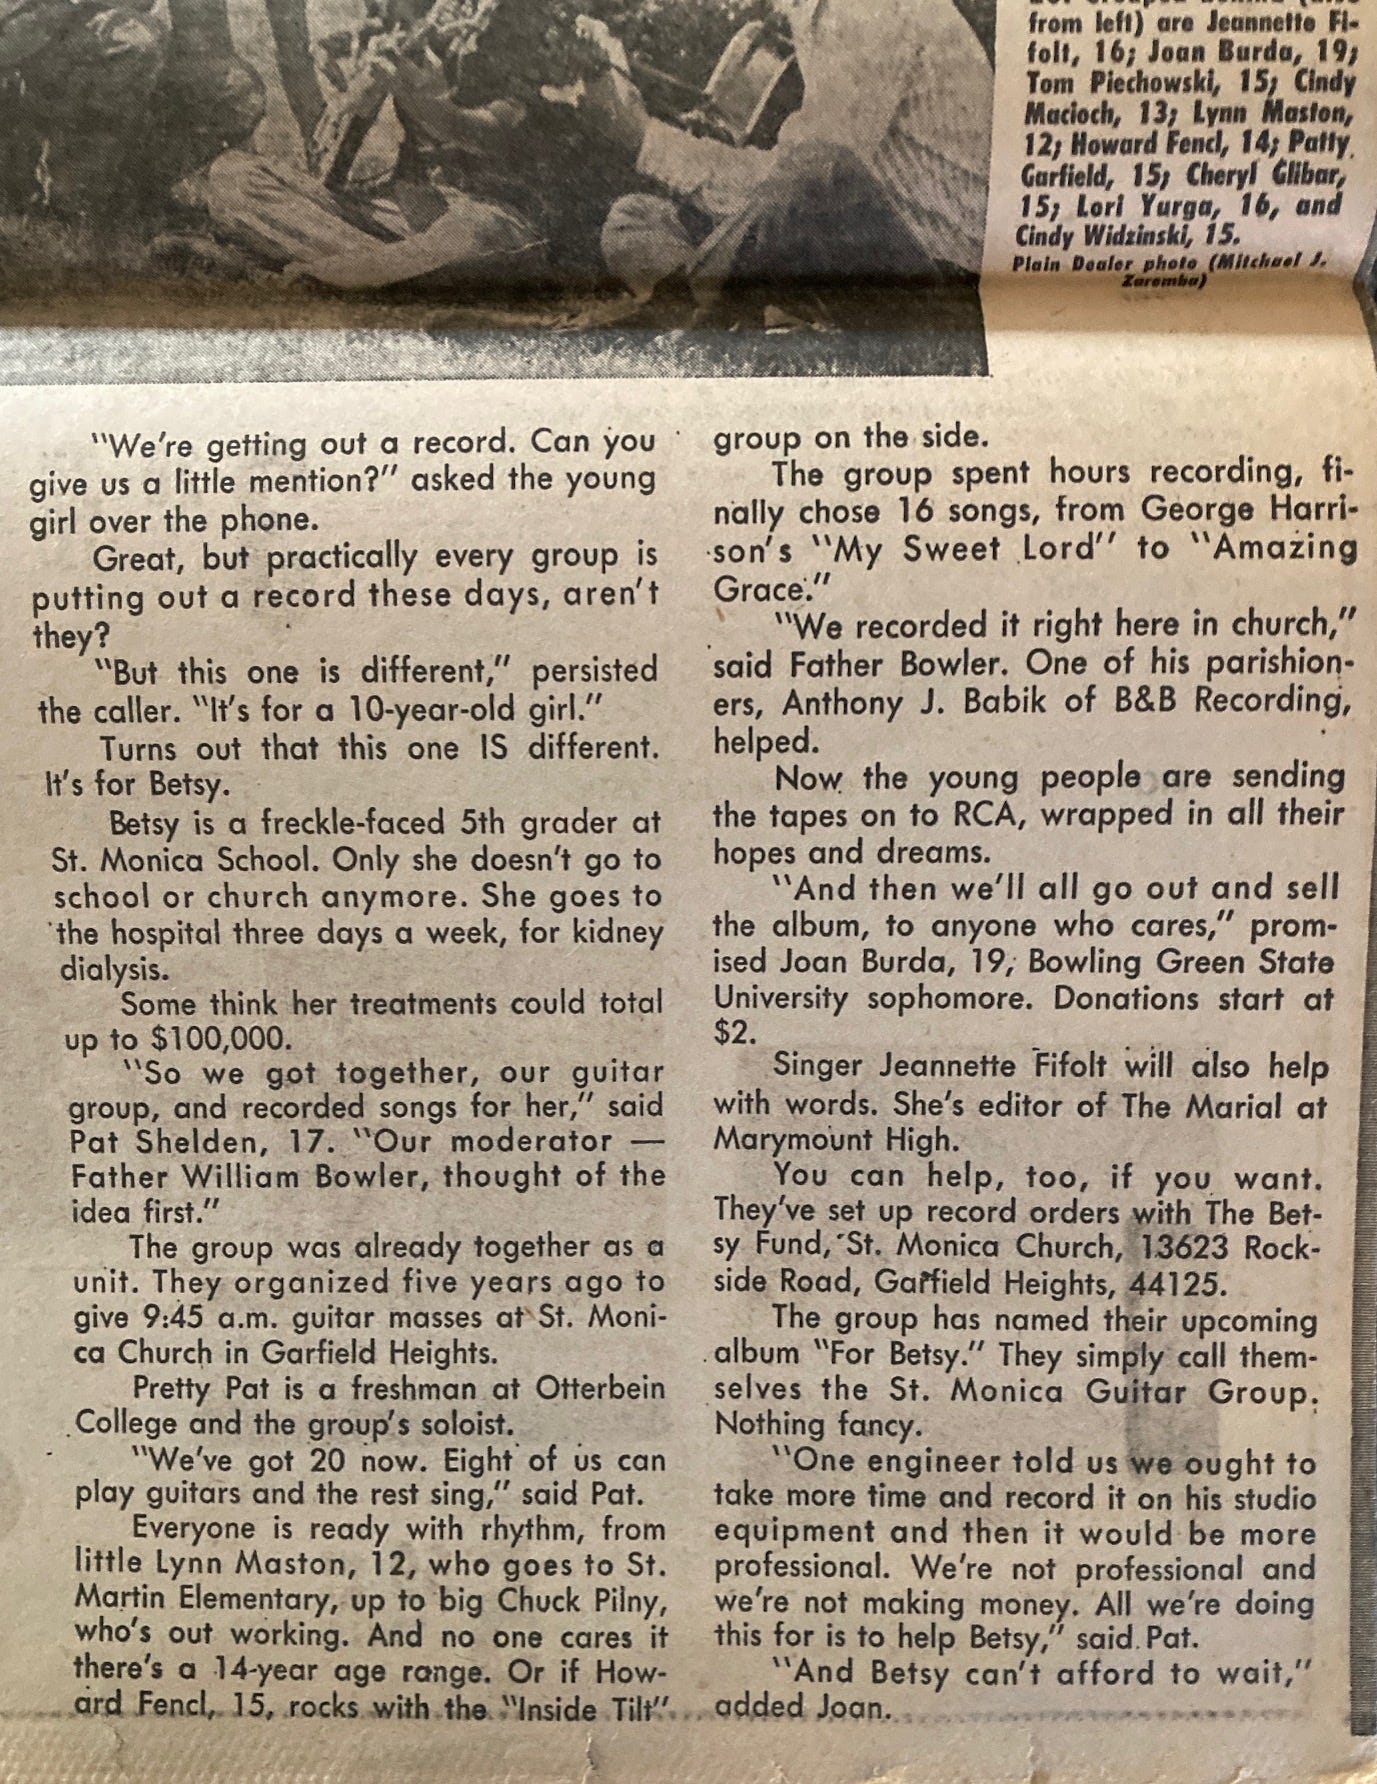 from left) are Jeannette Fi-
folt, 16; Joan Burda, 19;
Tom Piechowski, 15; Cindy
Macioch, 13; Lynn Maston,
12; Howard Fencl, 14; Patty
Garfield, 15; Cheryl Glibar,
15; Lori Yurga, 16, and
Cindy Widzinski, 15.
Plain Dealer photo (Mitchael J.
Zaremba)
"We're getting out a record. Can you
give us a little mention?" asked the young
girl over the phone.
Great, but practically every group is
putting out a record these days, aren't
they?
"But this one is different," persisted
the caller. "It's for a 10-year-old girl."
Turns out that this one IS different.
It's for Betsy.
Betsy is a freckle-faced 5th grader at
St. Monica School. Only she doesn't go to
school or church anymore. She goes to
the hospital three days a week, for kidney
dialysis.
Some think her treatments could total
up to $100,000.
"So we got together, our guitar
group, and recorded songs for her," said
Pat Shelden, 17. "Our moderator —
Father William Bowler, thought of the
idea first."
The group was already together as a
unit. They organized five years ago to
give 9:45 a.m. guitar masses at St. Moni-
ca Church in Garfield Heights.
Pretty Pat is a freshman at Otterbein
College and the group's soloist.
"We've got 20 now. Eight of us can
play guitars and the rest sing," said Pat.
Everyone is ready with rhythm, from
little Lynn Maston, 12, who goes to St.
Martin Elementary, up to big Chuck Pilny,
who's out working. And no one cares it
there's a 14-year age range. Or if How-
ard Fencl, 15, rocks with the "Inside Tilt"
group on the side.
The group spent hours recording, fi-
nally chose 16 songs, from George Harri-
son's "My Sweet Lord" to "Amazing
Grace."
"We recorded it right here in church,"
said Father Bowler. One of his parishion-
ers, Anthony J. Babik of B&B Recording,
helped.
Now the young people are sending
the tapes on to RCA, wrapped in all their
hopes and dreams.
"And then we'll all go out and sell
the album, to anyone who cares," prom-
ised Joan Burda, 19, Bowling Green State
University sophomore. Donations start at
$2.
Singer Jeannette Fifolt will also help
with words. She's editor of The Marial at
Marymount High.
You can help, too, if you want.
They've set up record orders with The Bet-
sy Fund, St. Monica Church, 13623 Rock-
side Road, Garfield Heights, 44125.
The group has named their upcoming
album "For Betsy." They simply call them-
selves the St. Monica Guitar Group.
Nothing fancy.
"One engineer told us we ought to
take more time and record it on his studio
equipment and then it would be more
professional. We're not professional and
we're not making money. All we're doing
this for is to help Betsy," said Pat.
"And Betsy can't afford to wait,"
added Joan.